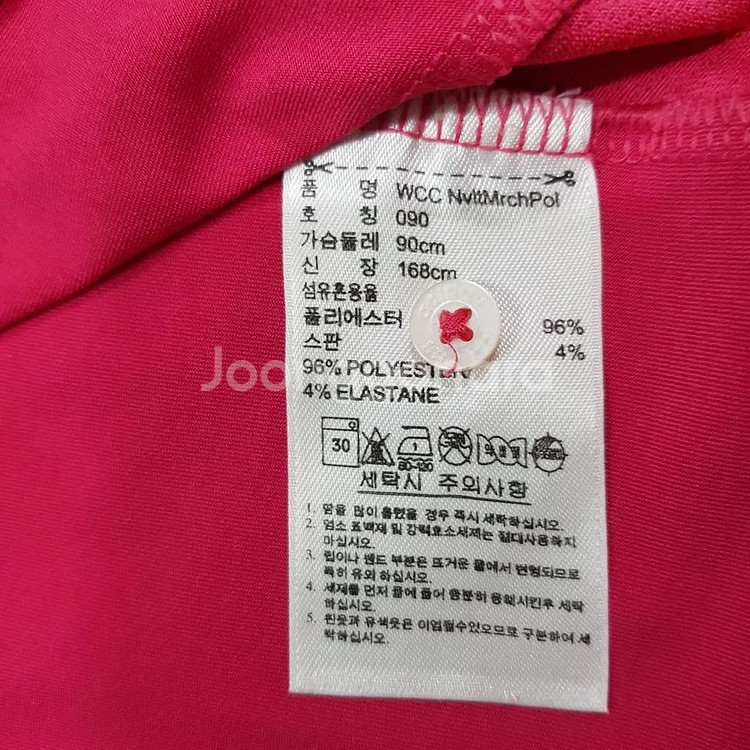 품 명 WCC NvltMrchPol
호 칭 090
가슴둘레 90cm
신 장 168cm
섬유혼용율
폴리에스터 96%
스판 4%
96% POLYESTER
4% ELASTANE
30 1
80-120
세탁시 주의사항
1. 땀을 많이 흘렸을 경우 즉시 세탁하십시오.
2. 염소 표백제 및 강력효소세제는 절대사용하지
마십시오.
3. 립이나 밴드 부분은 뜨거운 물에서 변형되므로
특히 유의 하십시오.
4. 세제를 먼저 물에 풀어 충분히 용해시킨후 세탁
하십시오.
5. 흰옷과 유색옷은 이염될수있으므로 구분하여 세
탁하십시오.